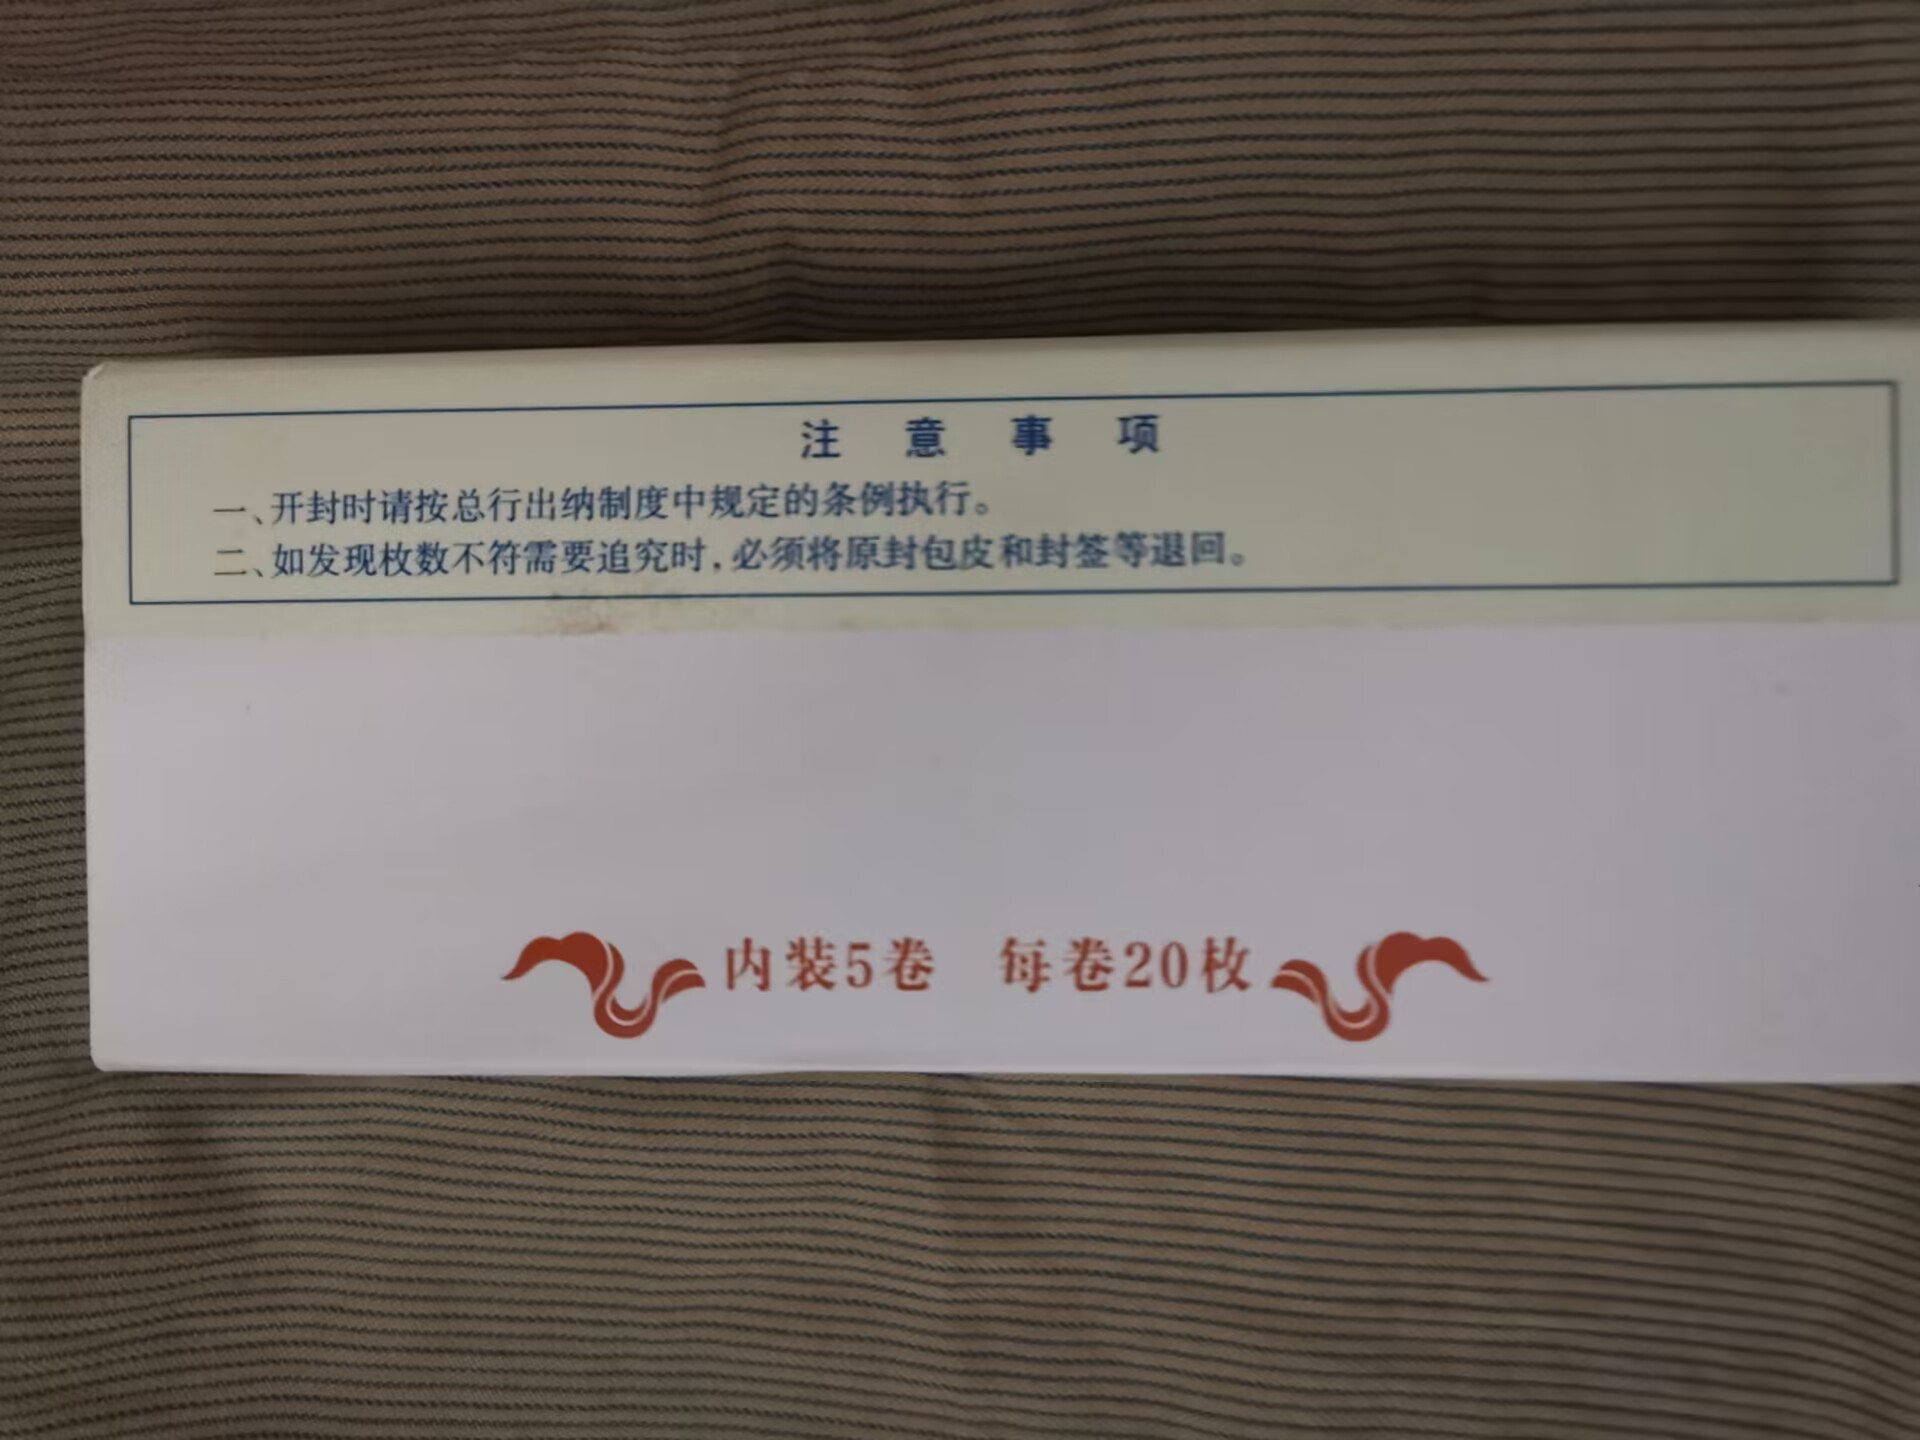 注意事项
一、开封时请按总行出纳制度中规定的条例执行。
二、如发现枚数不符需要追究时,必须将原封包皮和封签等退回。
内装5卷 每卷20枚